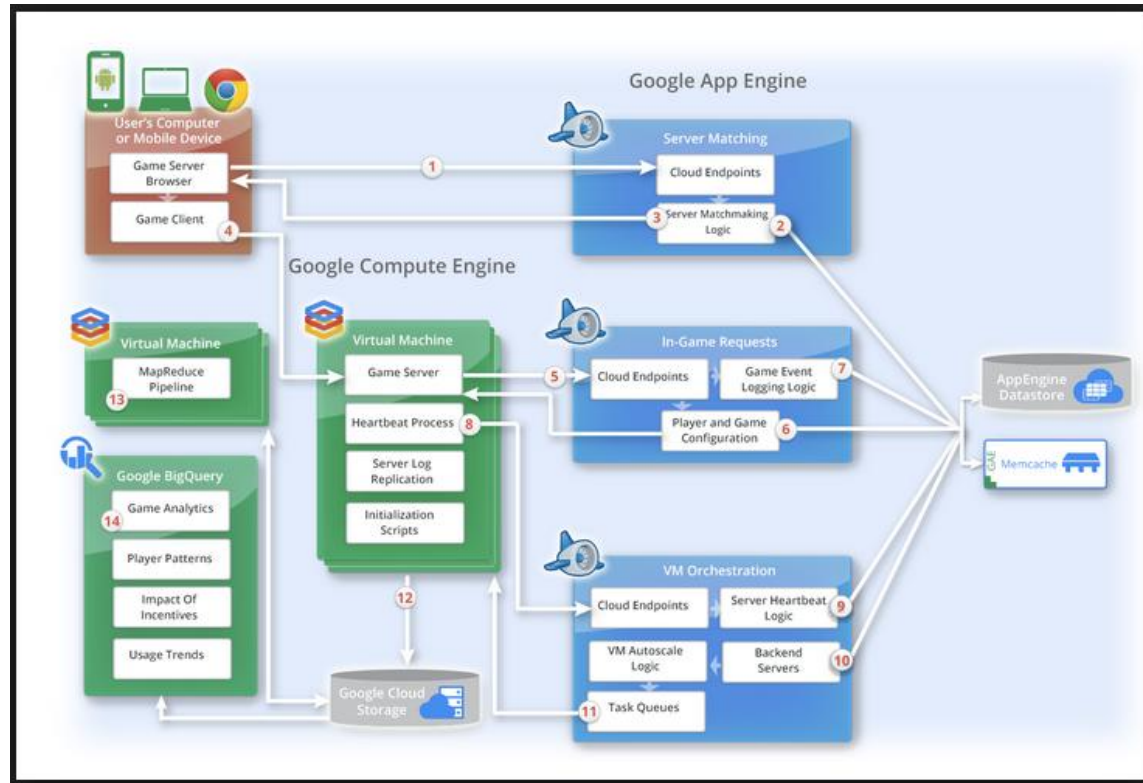 Google App Engine
User's Computer
or Mobile Device
Game Server
Browser
Game Client
4
1
Server Matching
Cloud Endpoints
3
Server Matchmaking
Logic
2
Google Compute Engine
Virtual Machine
MapReduce
Pipeline
13
Virtual Machine
Game Server
Heartbeat Process
8
Server Log
Replication
Initialization
Scripts
5
In-Game Requests
Cloud Endpoints
Game Event
Logging Logic
7
Player and Game
Configuration
6
AppEngine
Datastore
GAE
Memcache
Google BigQuery
Game Analytics
14
Player Patterns
Impact Of
Incentives
Usage Trends
12
Google Cloud
Storage
VM Orchestration
Cloud Endpoints
Server Heartbeat
Logic
9
VM Autoscale
Logic
Backend
Servers
10
11
Task Queues